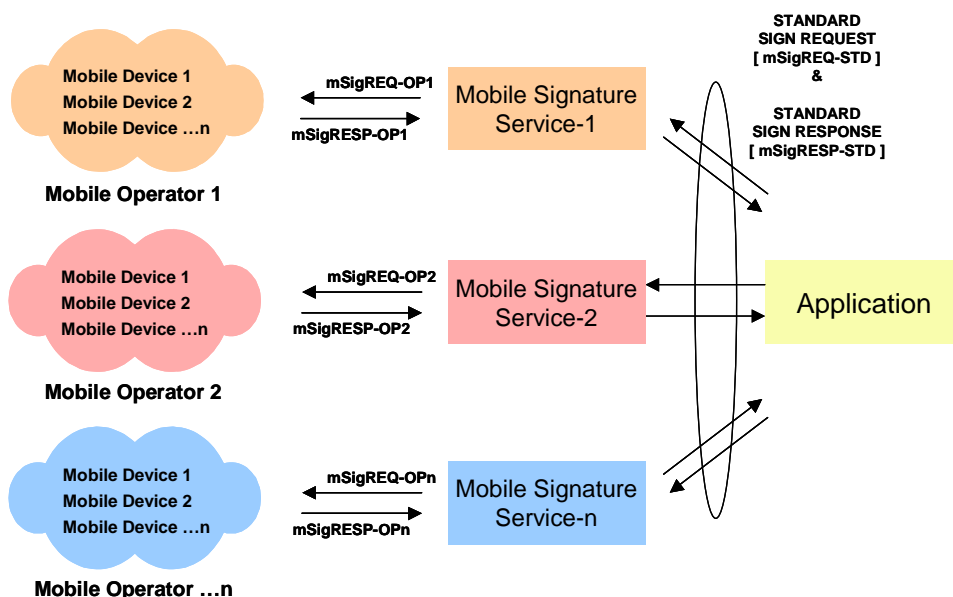 STANDARD
SIGN REQUEST
[ mSigREQ-STD ]
&
STANDARD
SIGN RESPONSE
[ mSigRESP-STD ]
Mobile Device 1
Mobile Device 2
Mobile Device …n
Mobile Operator 1
mSigREQ-OP1
mSigRESP-OP1
Mobile Signature
Service-1
Mobile Device 1
Mobile Device 2
Mobile Device …n
Mobile Operator 2
mSigREQ-OP2
mSigRESP-OP2
Mobile Signature
Service-2
Application
Mobile Device 1
Mobile Device 2
Mobile Device …n
Mobile Operator …n
mSigREQ-OPn
mSigRESP-OPn
Mobile Signature
Service-n